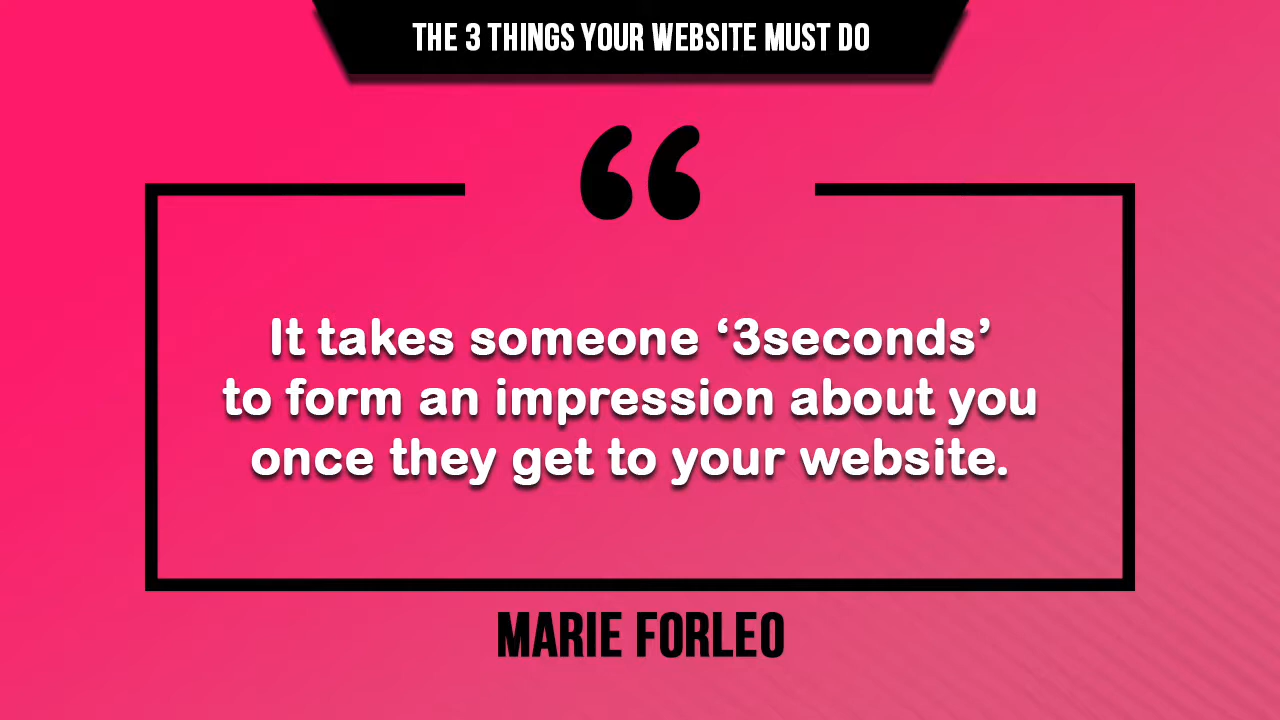 THE 3 THINGS YOUR WEBSITE MUST DO
“
It takes someone ‘3seconds’
to form an impression about you
once they get to your website.
MARIE FORLEO